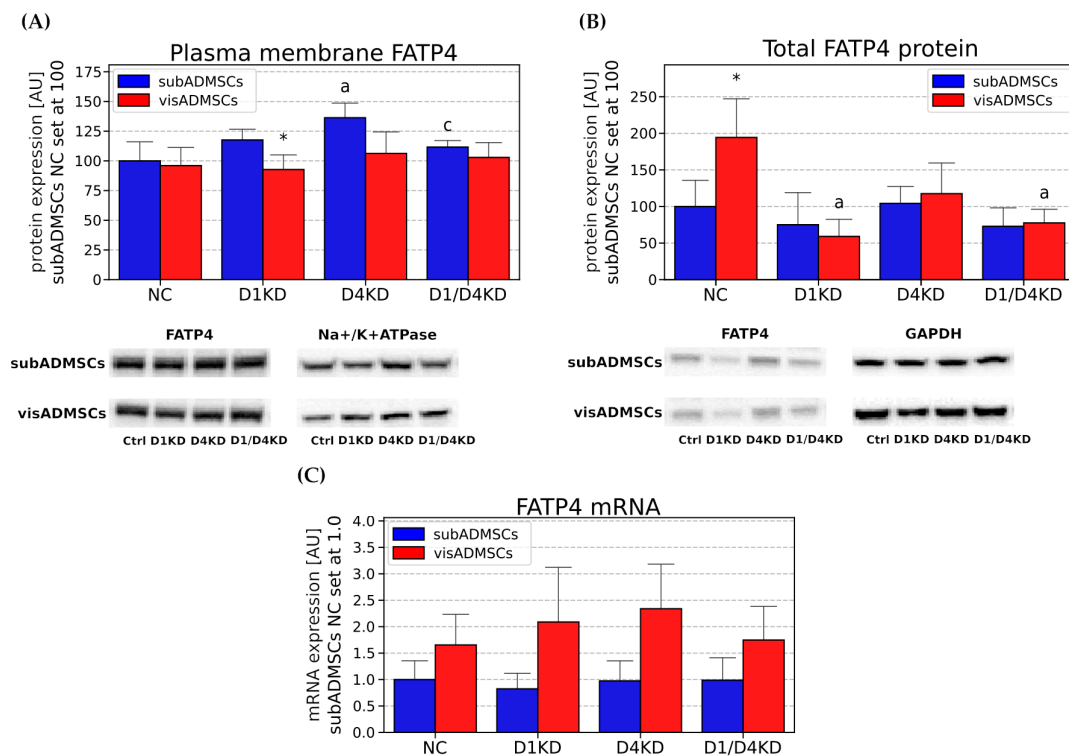 (A)
Plasma membrane FATP4
protein expression [AU]
subADMSCs NC set at 100
175
150
125
100
75
50
25
0
subADMSCs
visADMSCs
a
*
c
NC D1KD D4KD D1/D4KD
FATP4 Na+/K+ATPase
subADMSCs
visADMSCs
Ctrl D1KD D4KD D1/D4KD Ctrl D1KD D4KD D1/D4KD
(B)
Total FATP4 protein
protein expression [AU]
subADMSCs NC set at 100
250
200
150
100
50
0
subADMSCs
visADMSCs
*
a
a
NC D1KD D4KD D1/D4KD
FATP4 GAPDH
subADMSCs
visADMSCs
Ctrl D1KD D4KD D1/D4KD Ctrl D1KD D4KD D1/D4KD
(C)
FATP4 mRNA
mRNA expression [AU]
subADMSCs NC set at 1.0
4.0
3.5
3.0
2.5
2.0
1.5
1.0
0.5
0.0
subADMSCs
visADMSCs
NC D1KD D4KD D1/D4KD